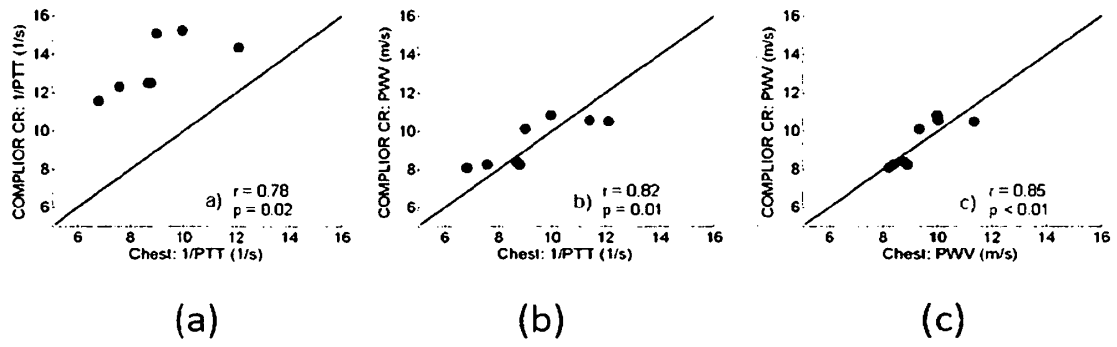 COMPLIOR CR: 1/PTT (1/s)
16
14
12
10
8
6
a) r = 0.78
p = 0.02
6 8 10 12 14 16
Chest: 1/PTT (1/s)
COMPLIOR CR: PWV (m/s)
16
14
12
10
8
6
b) r = 0.82
p = 0.01
6 8 10 12 14 16
Chest: 1/PTT (1/s)
COMPLIOR CR: PWV (m/s)
16
14
12
10
8
6
c) r = 0.85
p < 0.01
6 8 10 12 14 16
Chest: PWV (m/s)
(a) (b) (c)